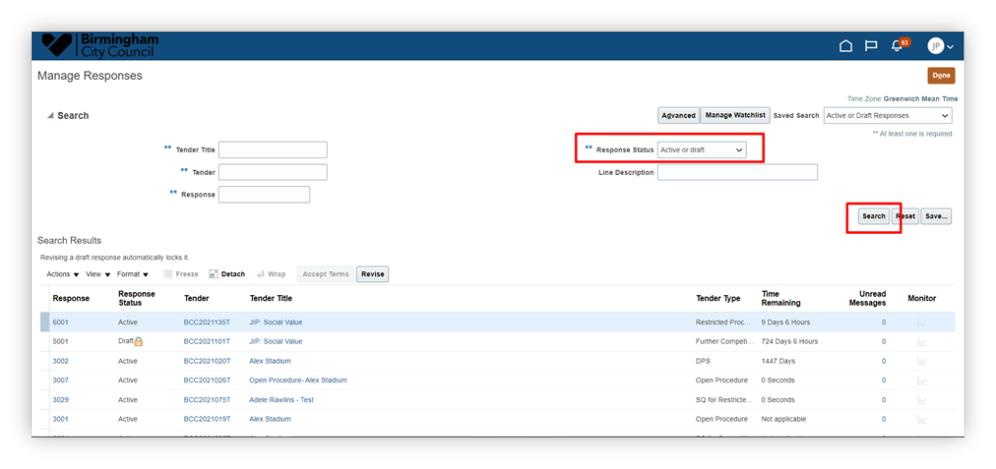 Birmingham
City Council
63
JP
Manage Responses
Done
Time Zone Greenwich Mean Time
Search
Advanced Manage Watchlist Saved Search Active or Draft Responses
** At least one is required
** Tender Title
** Response Status Active or draft
** Tender
Line Description
** Response
Search Reset Save...
Search Results
Revising a draft response automatically locks it.
Actions View Format Freeze Detach Wrap Accept Terms Revise
Response Response Status Tender Tender Title Tender Type Time Remaining Unread Messages Monitor
6001 Active BCC2021135T JIP: Social Value Restricted Proc... 9 Days 6 Hours 0
5001 Draft BCC2021101T JIP: Social Value Further Competi... 724 Days 6 Hours 0
3002 Active BCC2021020T Alex Stadium DPS 1447 Days 0
3007 Active BCC2021026T Open Procedure- Alex Stadium Open Procedure 0 Seconds 0
3029 Active BCC2021075T Adele Rawlins - Test SQ for Restricte... 0 Seconds 0
3001 Active BCC2021019T Alex Stadium Open Procedure Not applicable 0